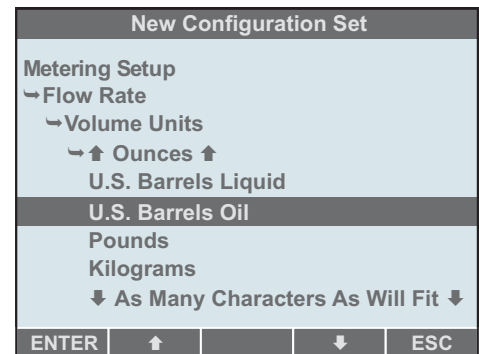 New Configuration Set
Metering Setup
➥Flow Rate
➥Volume Units
➥⬆ Ounces ⬆
U.S. Barrels Liquid
U.S. Barrels Oil
Pounds
Kilograms
⬇ As Many Characters As Will Fit ⬇
ENTER ⬆ ⬇ ESC